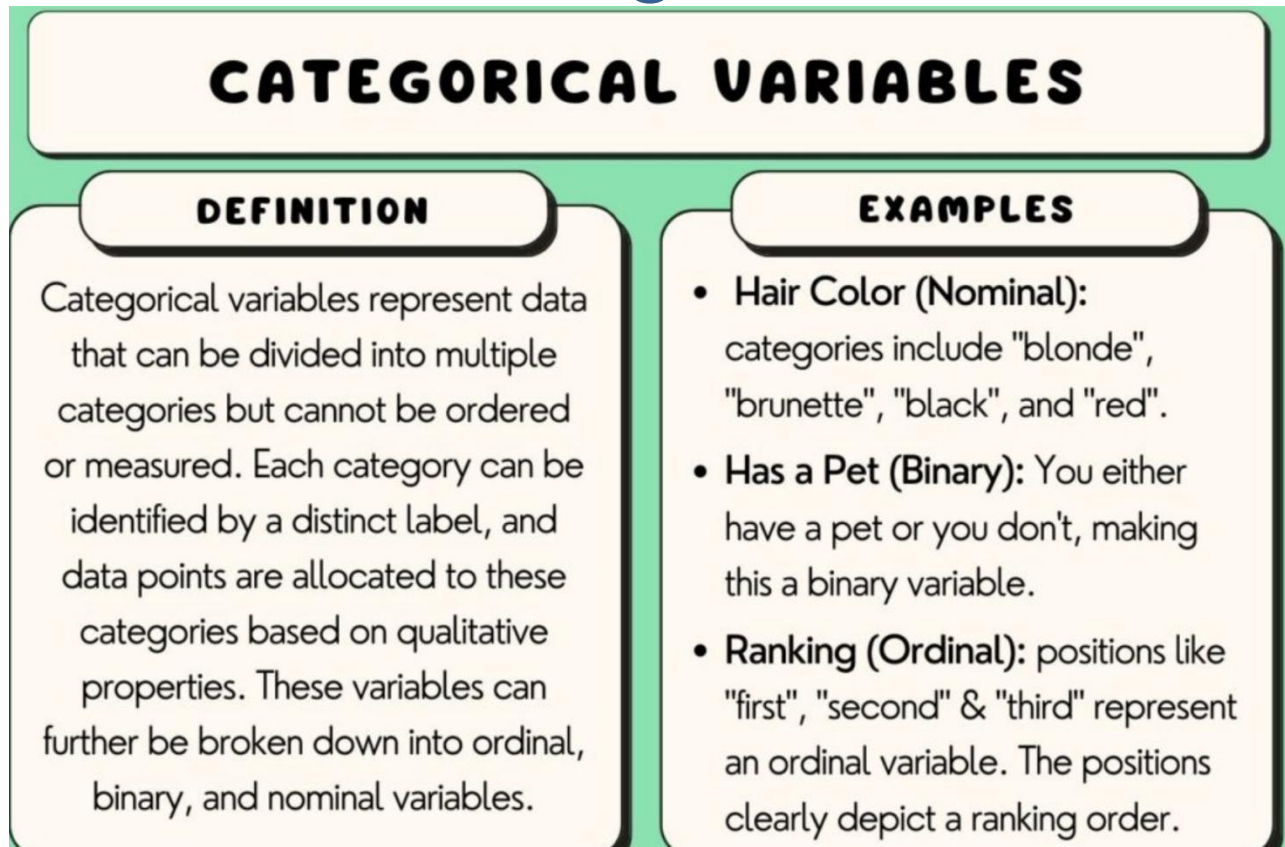 CATEGORICAL VARIABLES
DEFINITION
Categorical variables represent data
that can be divided into multiple
categories but cannot be ordered
or measured. Each category can be
identified by a distinct label, and
data points are allocated to these
categories based on qualitative
properties. These variables can
further be broken down into ordinal,
binary, and nominal variables.
EXAMPLES
• Hair Color (Nominal):
categories include "blonde",
"brunette", "black", and "red".
• Has a Pet (Binary): You either
have a pet or you don't, making
this a binary variable.
• Ranking (Ordinal): positions like
"first", "second" & "third" represent
an ordinal variable. The positions
clearly depict a ranking order.